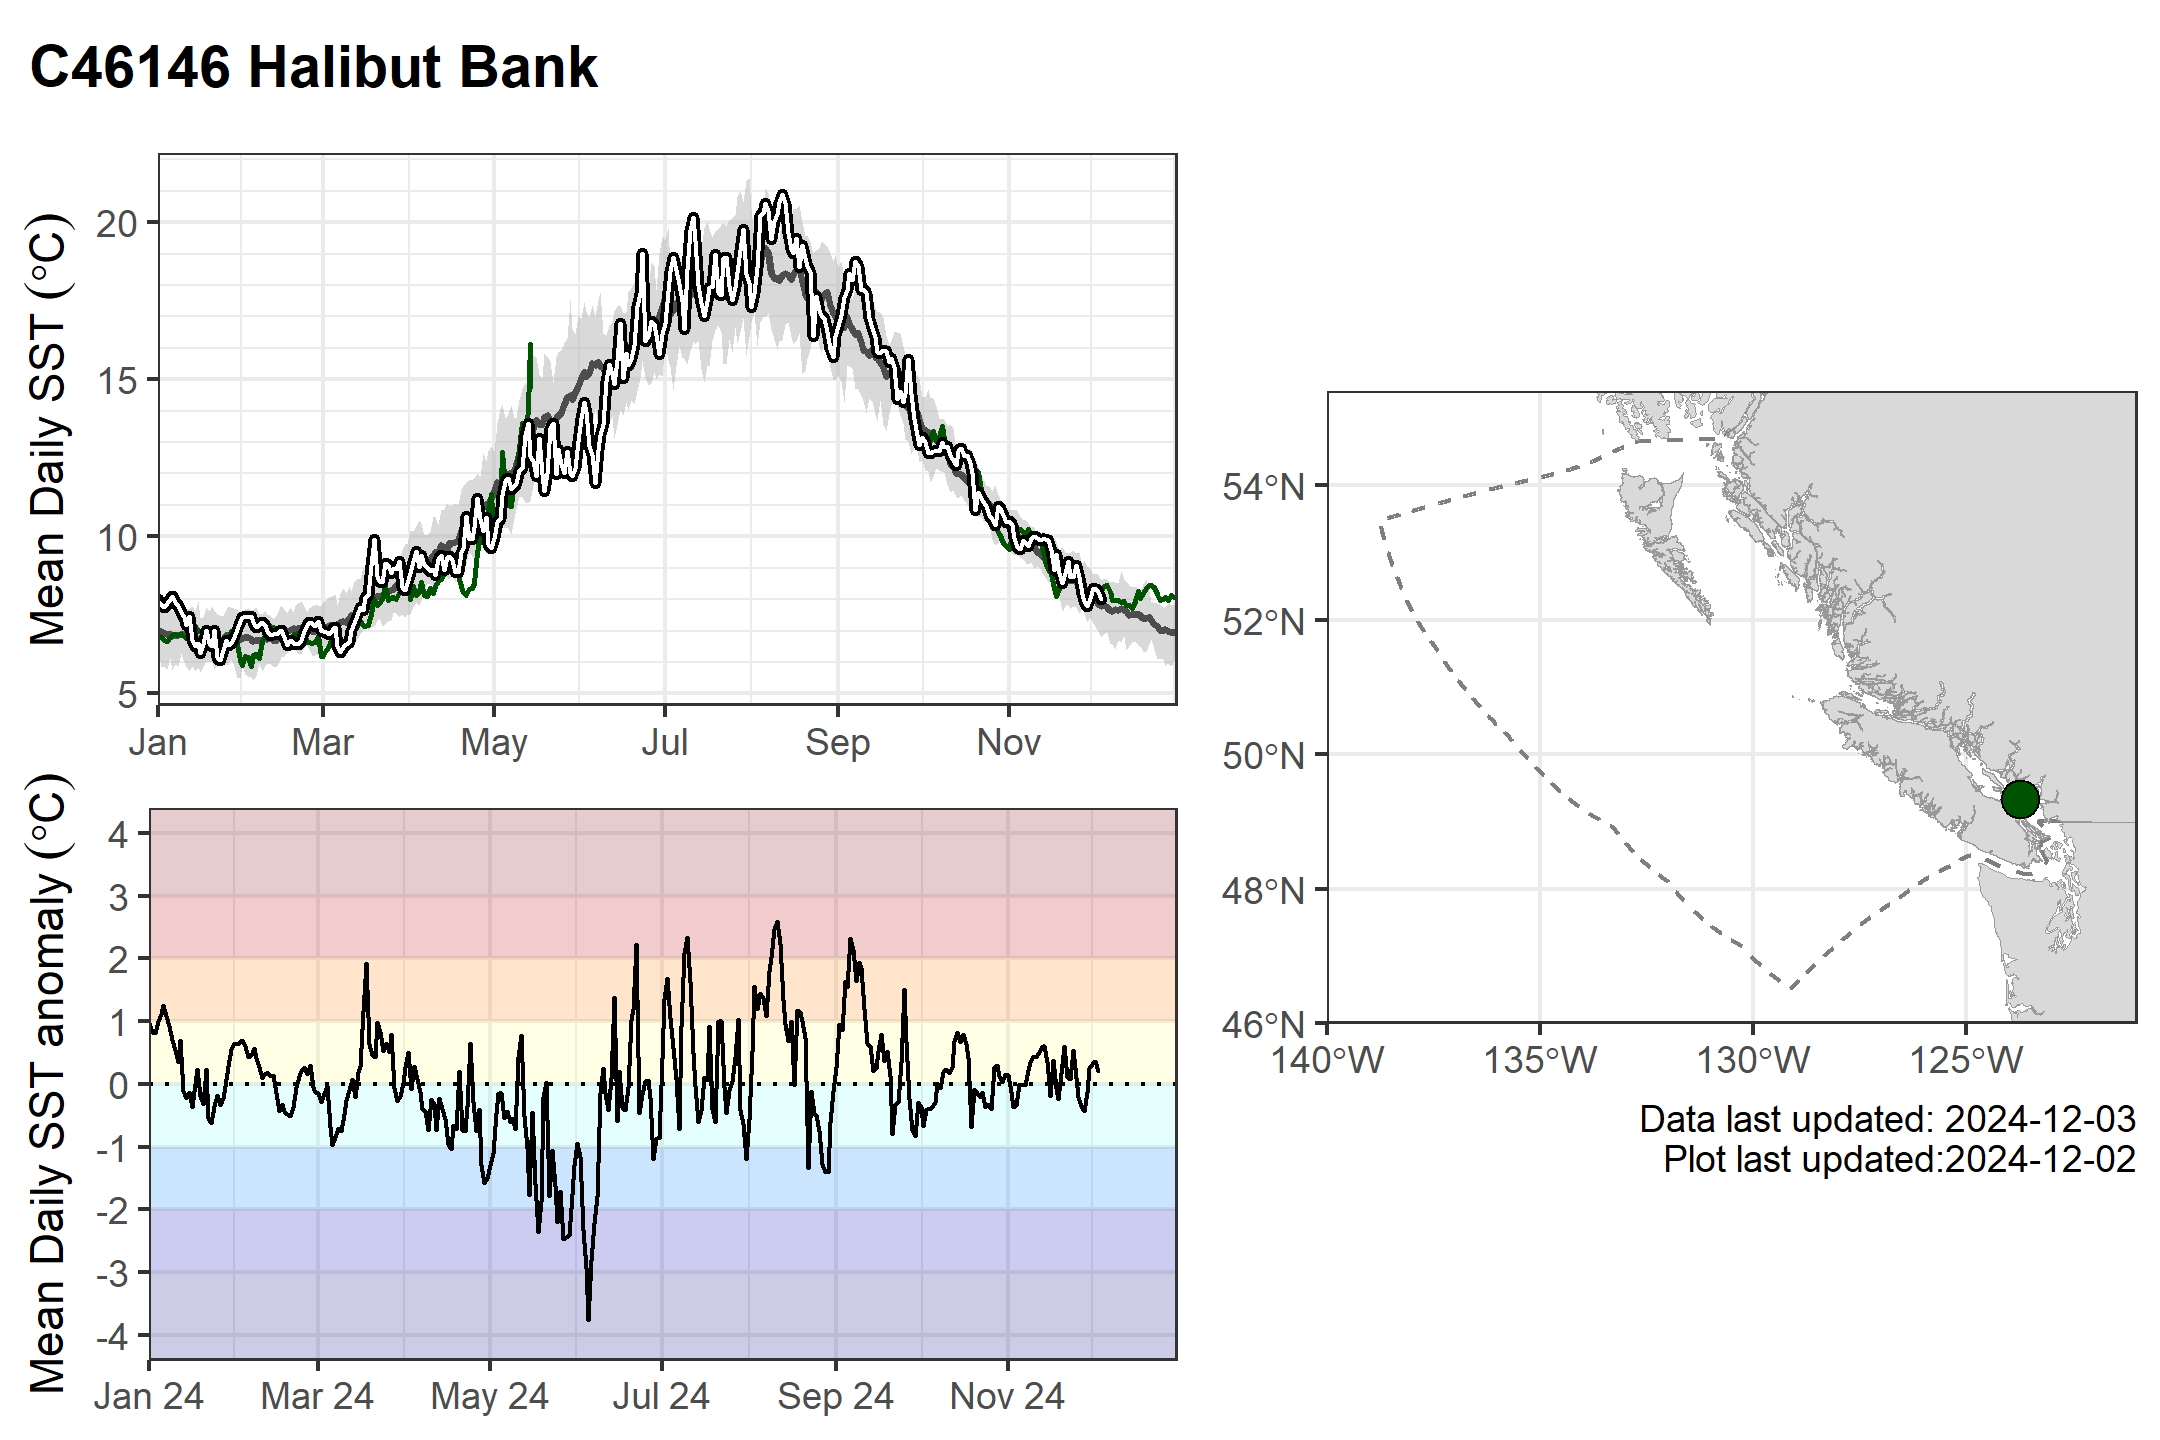 C46146 Halibut Bank
Mean Daily SST (°C)
20
15
10
5
Jan Mar May Jul Sep Nov
Mean Daily SST anomaly (°C)
4
3
2
1
0
-1
-2
-3
-4
Jan 24 Mar 24 May 24 Jul 24 Sep 24 Nov 24
54°N
52°N
50°N
48°N
46°N
140°W 135°W 130°W 125°W
Data last updated: 2024-12-03
Plot last updated:2024-12-02